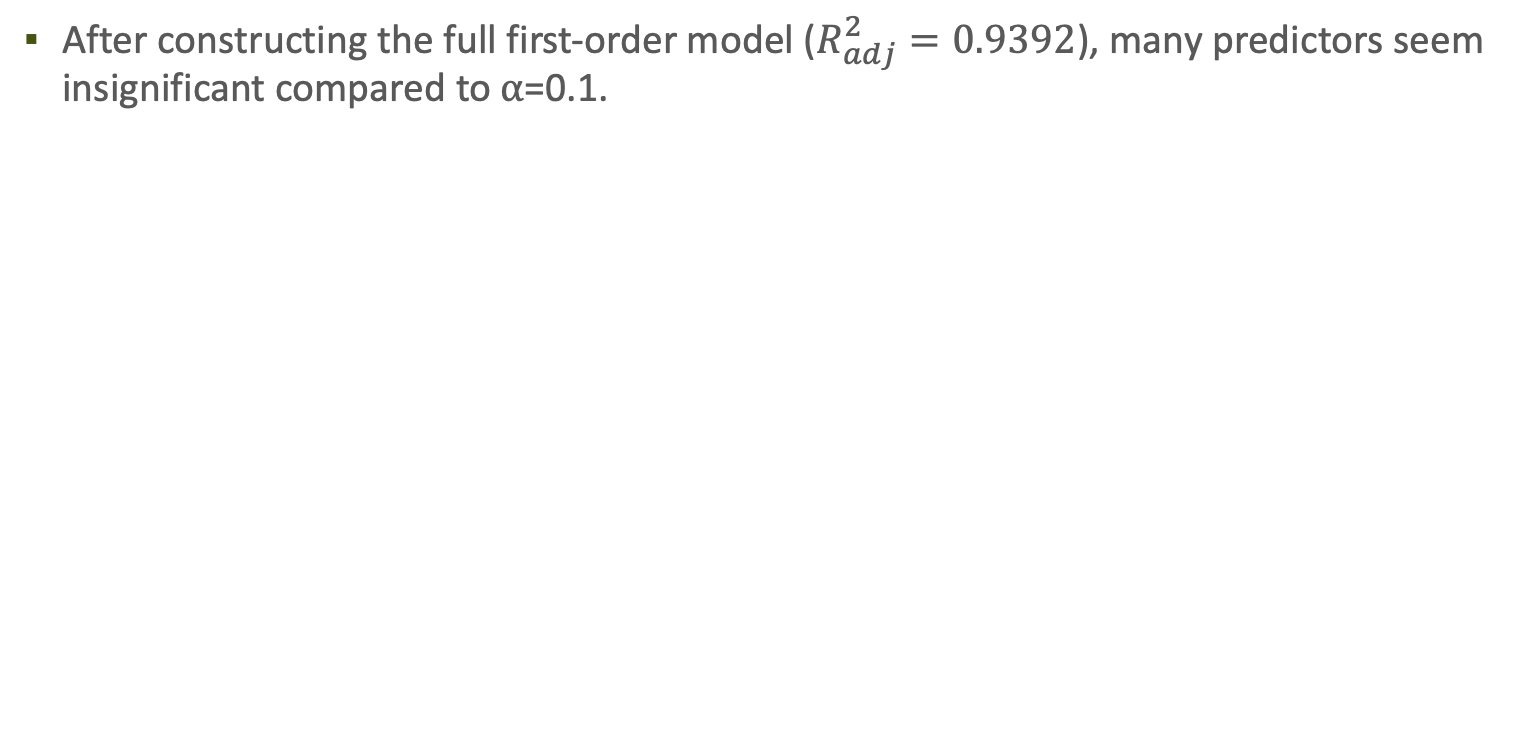 ▪ After constructing the full first-order model (𝑅²ₐ𝒹ⱼ = 0.9392), many predictors seem
insignificant compared to α=0.1.